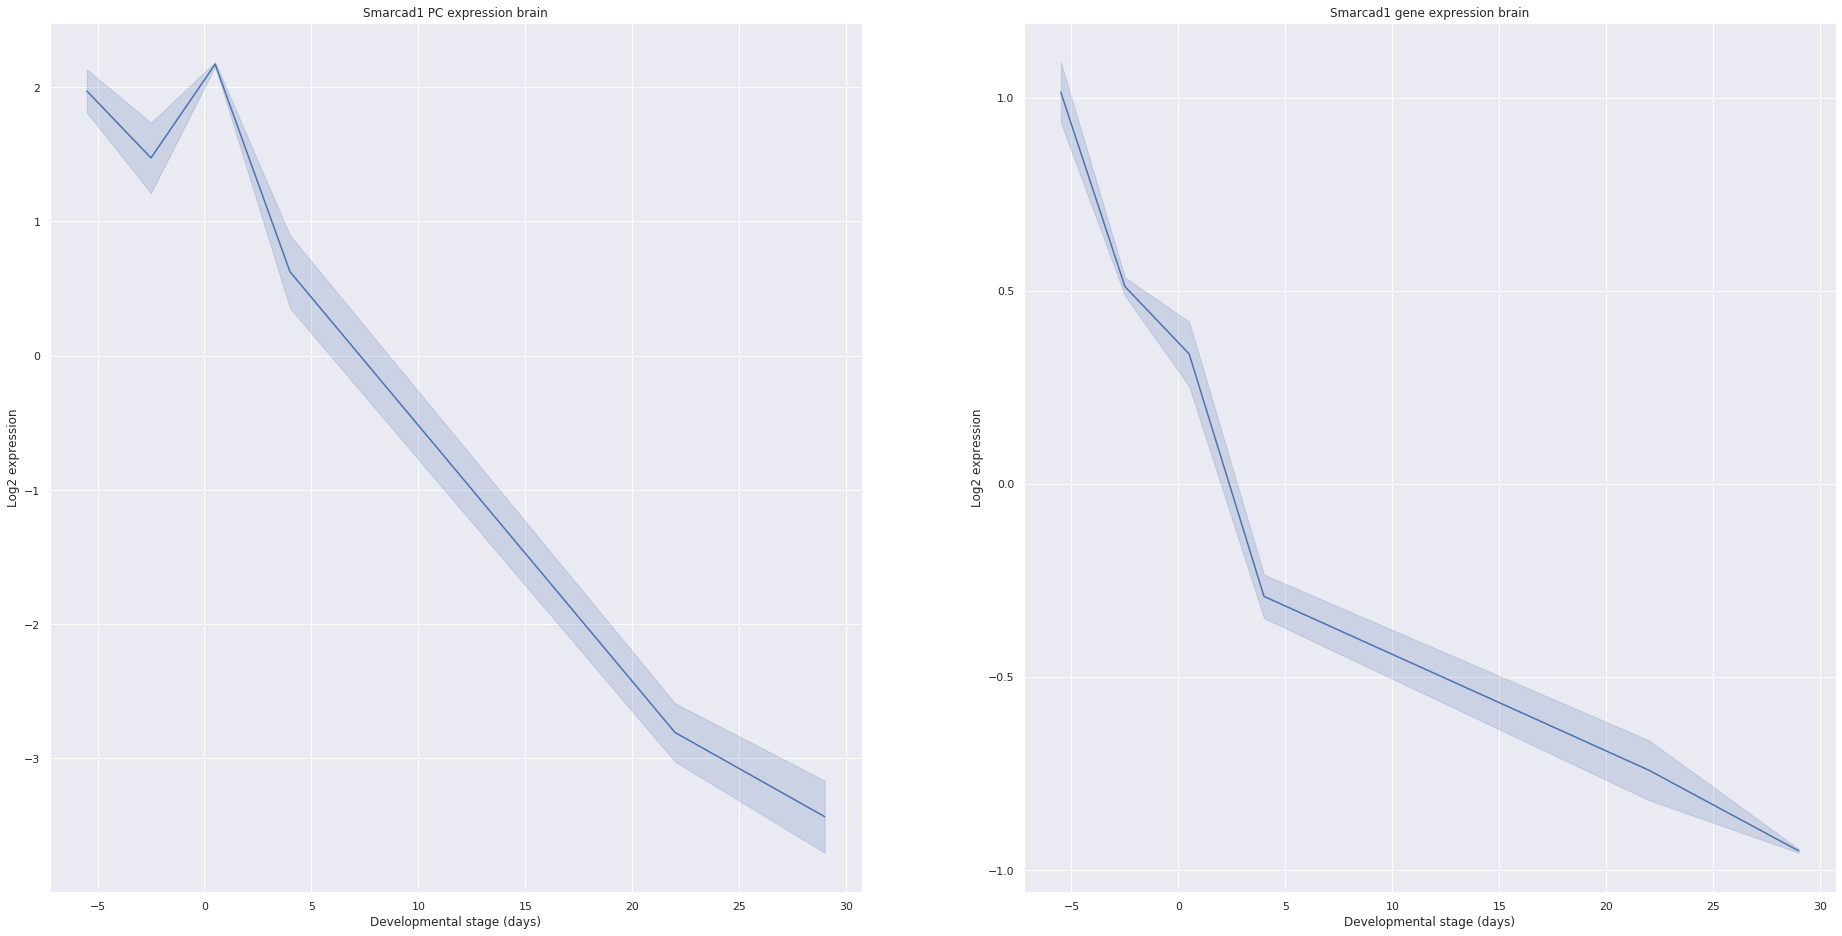 Smarcad1 PC expression brain
Log2 expression
2
1
0
−1
−2
−3
−5 0 5 10 15 20 25 30
Developmental stage (days)
Smarcad1 gene expression brain
Log2 expression
1.0
0.5
0.0
−0.5
−1.0
−5 0 5 10 15 20 25 30
Developmental stage (days)